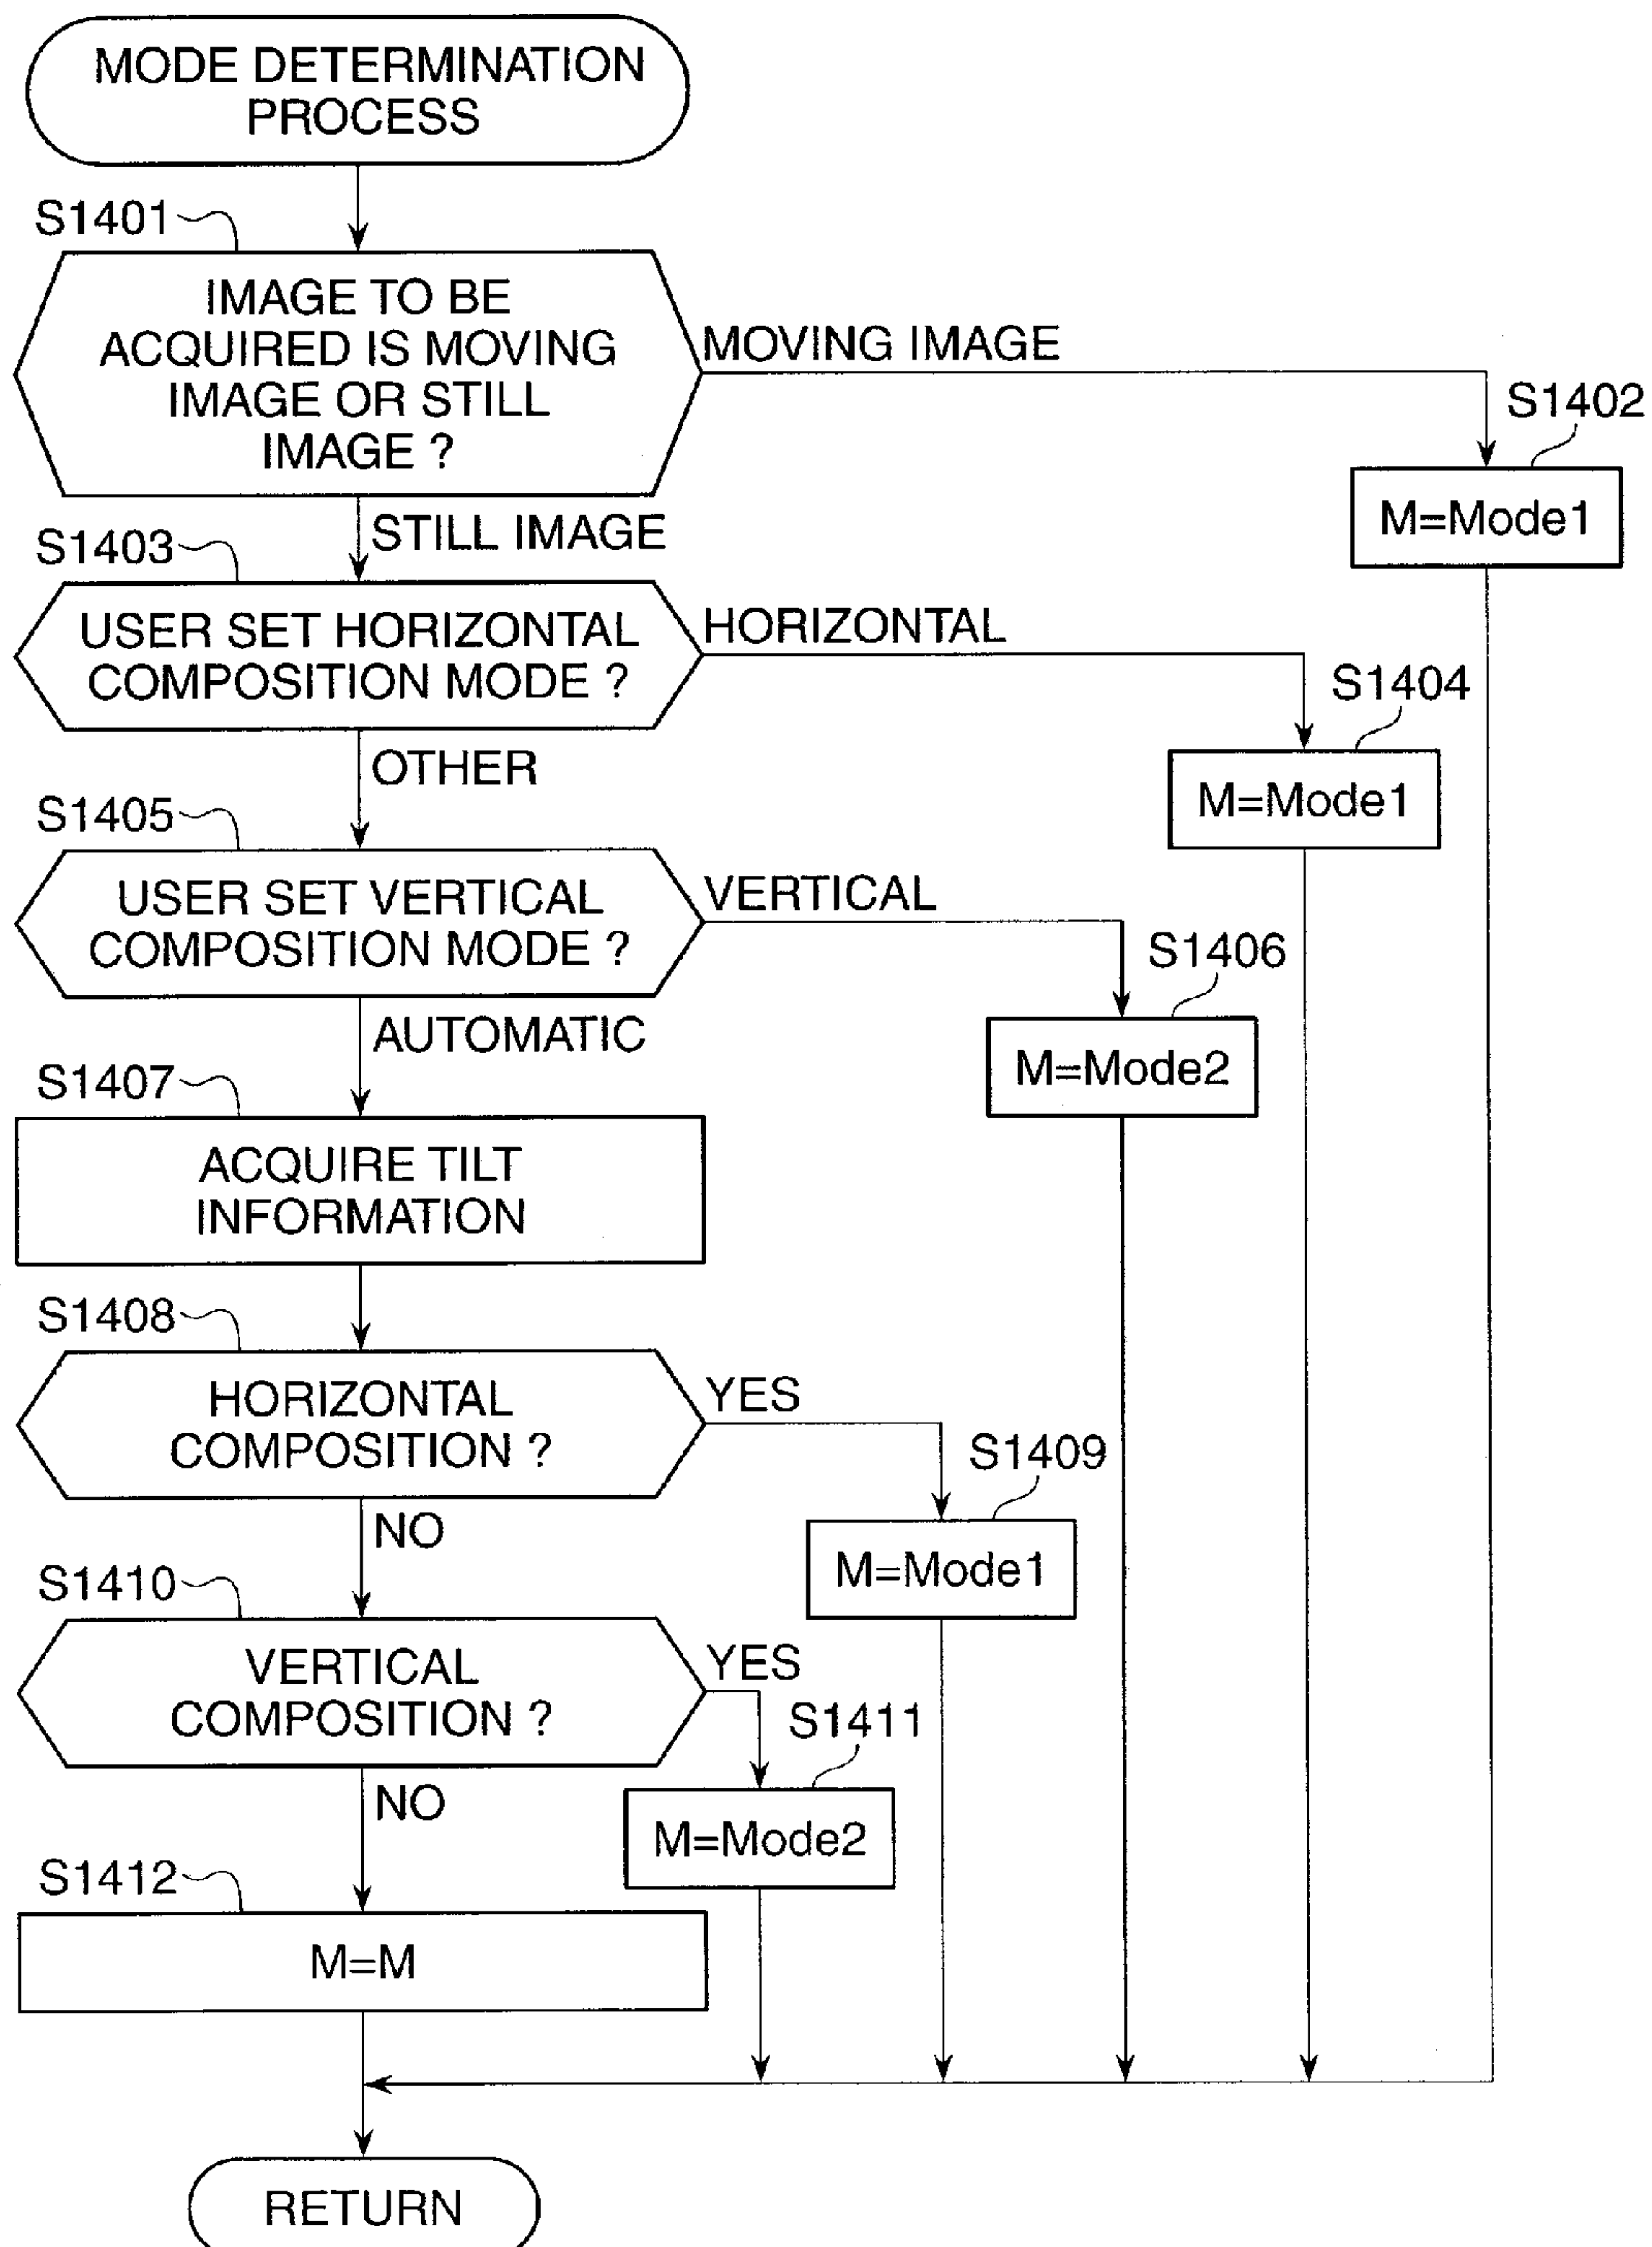 MODE DETERMINATION
PROCESS
S1401
IMAGE TO BE
ACQUIRED IS MOVING
IMAGE OR STILL
IMAGE ?
MOVING IMAGE
S1402
M=Mode1
STILL IMAGE
S1403
USER SET HORIZONTAL
COMPOSITION MODE ?
HORIZONTAL
S1404
M=Mode1
OTHER
S1405
USER SET VERTICAL
COMPOSITION MODE ?
VERTICAL
S1406
M=Mode2
AUTOMATIC
S1407
ACQUIRE TILT
INFORMATION
S1408
HORIZONTAL
COMPOSITION ?
YES
S1409
M=Mode1
NO
S1410
VERTICAL
COMPOSITION ?
YES
S1411
M=Mode2
NO
S1412
M=M
RETURN